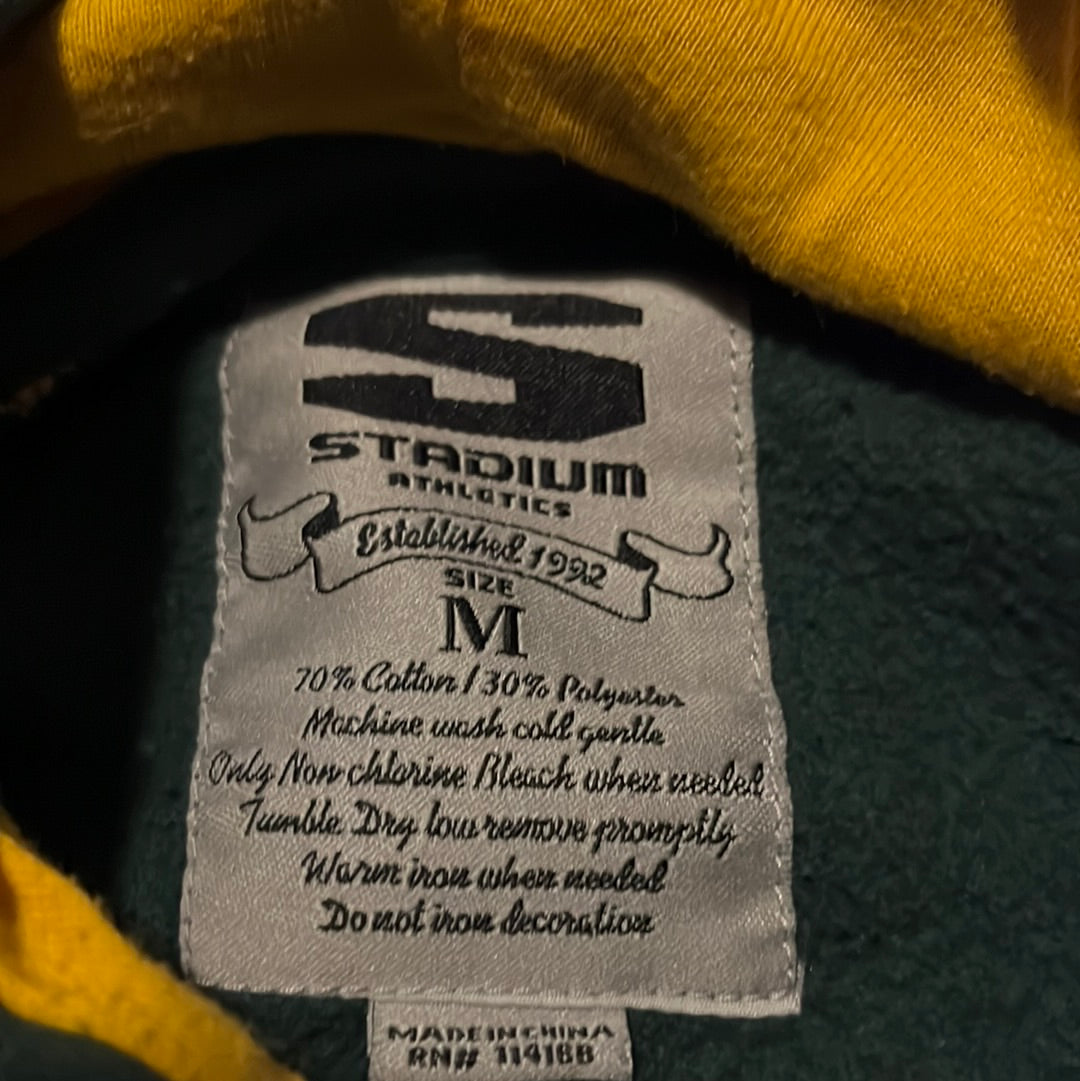 S
STADIUM
ATHLETICS
Established 1992
SIZE
M
70% Cotton / 30% Polyester
Machine wash cold gentle
Only Non-chlorine Bleach when needed
Tumble Dry low remove promptly
Warm iron when needed
Do not iron decoration
MADE IN CHINA
RN#